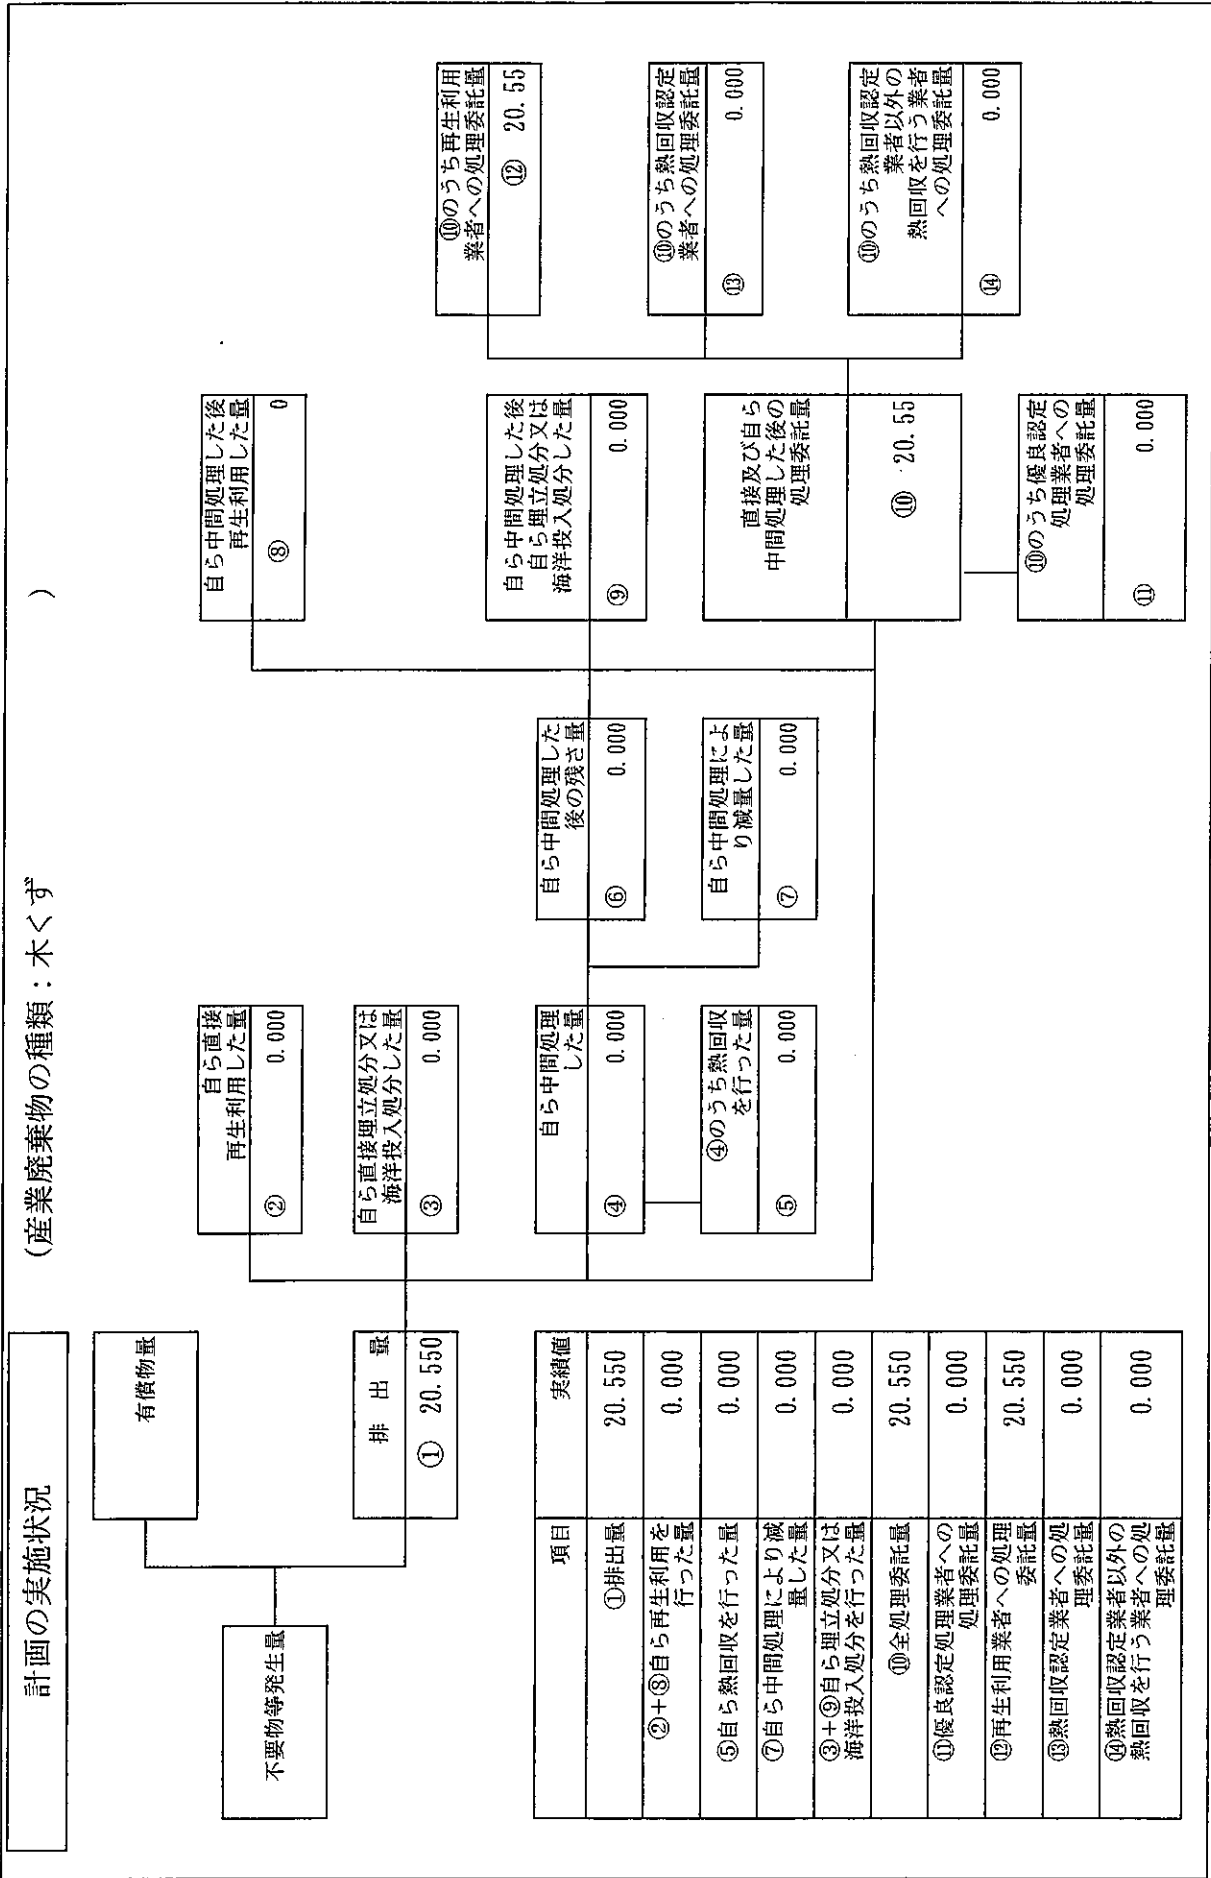 計画の実施状況
(産業廃棄物の種類：木くず　　　　　)
不要物等発生量
有償物量
排 出 量
① 20.550
自ら直接
再生利用した量
② 0.000
自ら直接埋立処分又は
海洋投入処分した量
③ 0.000
自ら中間処理
した量
④ 0.000
④のうち熱回収
を行った量
⑤ 0.000
自ら中間処理した
後の残さ量
⑥ 0.000
自ら中間処理によ
り減量した量
⑦ 0.000
自ら中間処理した後
再生利用した量
⑧ 0
自ら中間処理した後
自ら埋立処分又は
海洋投入処分した量
⑨ 0.000
直接及び自ら
中間処理した後の
処理委託量
⑩ 20.55
⑩のうち優良認定
処理業者への
処理委託量
⑪ 0.000
⑩のうち再生利用
業者への処理委託量
⑫ 20.55
⑩のうち熱回収認定
業者への処理委託量
⑬ 0.000
⑩のうち熱回収認定
業者以外の
熱回収を行う業者
への処理委託量
⑭ 0.000
項目 実績値
①排出量 20.550
②+⑧自ら再生利用を
行った量 0.000
⑤自ら熱回収を行った量 0.000
⑦自ら中間処理により減
量した量 0.000
③+⑨自ら埋立処分又は
海洋投入処分を行った量 0.000
⑩全処理委託量 20.550
⑪優良認定処理業者への
処理委託量 0.000
⑫再生利用業者への処理
委託量 20.550
⑬熱回収認定業者への処
理委託量 0.000
⑭熱回収認定業者以外の
熱回収を行う業者への処
理委託量 0.000